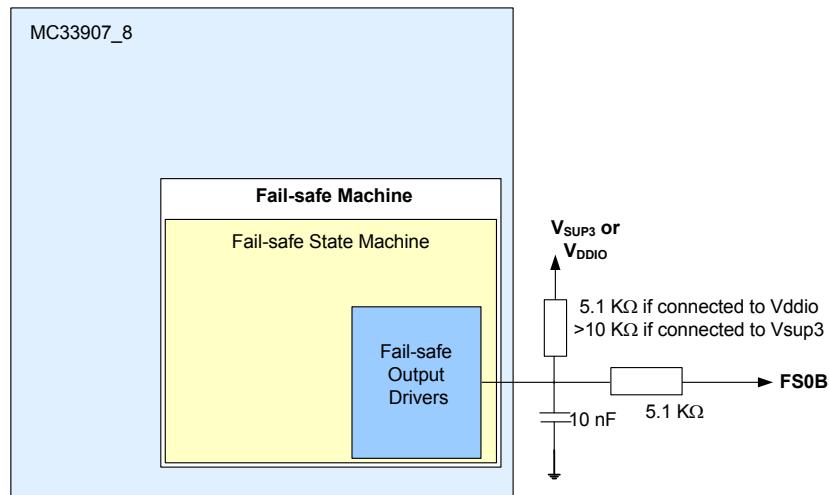 MC33907_8
Fail-safe Machine
Fail-safe State Machine
Fail-safe
Output
Drivers
VSUP3 or
VDDIO
5.1 KΩ if connected to Vddio
>10 KΩ if connected to Vsup3
FS0B
10 nF
5.1 KΩ